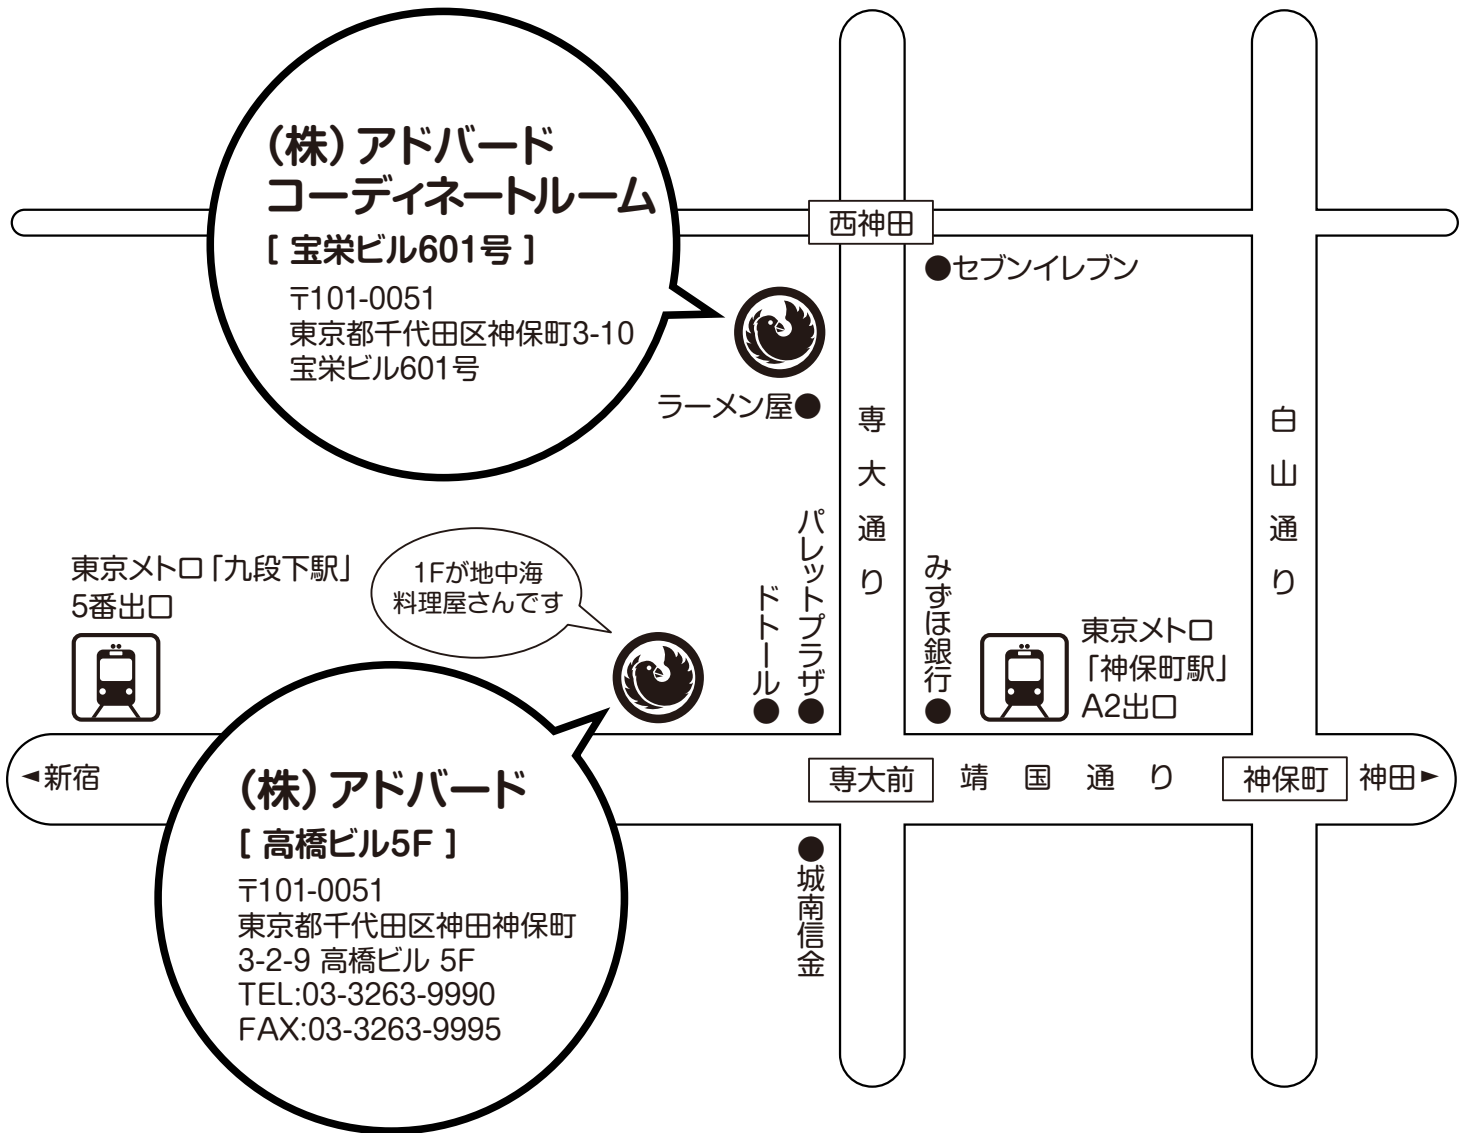 (株)アドバード
コーディネートルーム
[ 宝栄ビル601号 ]
〒101-0051
東京都千代田区神保町3-10
宝栄ビル601号
西神田
●セブンイレブン
ラーメン屋●
専大通り
白山通り
東京メトロ「九段下駅」
5番出口
1Fが地中海
料理屋さんです
ドトール●
パレットプラザ●
みずほ銀行●
東京メトロ
「神保町駅」
A2出口
◄新宿
専大前
靖国通り
神保町
神田►
(株)アドバード
[ 高橋ビル5F ]
〒101-0051
東京都千代田区神田神保町
3-2-9 高橋ビル 5F
TEL:03-3263-9990
FAX:03-3263-9995
●城南信金